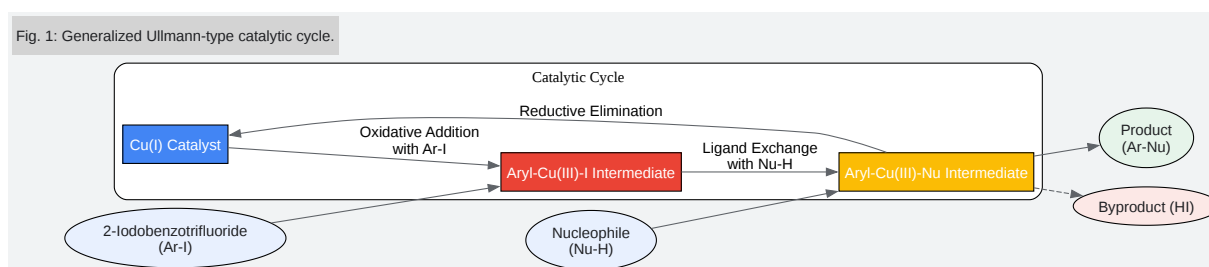 Fig. 1: Generalized Ullmann-type catalytic cycle.
Catalytic Cycle
Reductive Elimination
Cu(I) Catalyst
Oxidative Addition
with Ar-I
Aryl-Cu(III)-I Intermediate
Ligand Exchange
with Nu-H
Aryl-Cu(III)-Nu Intermediate
Product
(Ar-Nu)
Byproduct (HI)
2-Iodobenzotrifluoride
(Ar-I)
Nucleophile
(Nu-H)